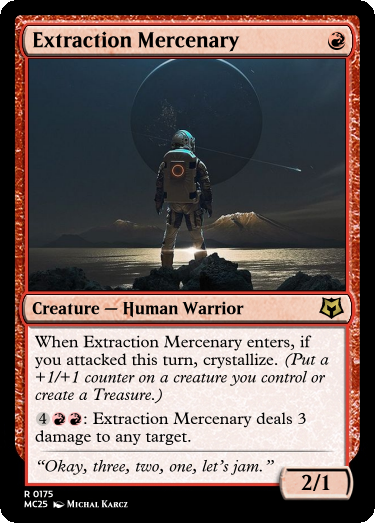 Extraction Mercenary
Creature — Human Warrior
When Extraction Mercenary enters, if
you attacked this turn, crystallize. (Put a
+1/+1 counter on a creature you control or
create a Treasure.)
4RR: Extraction Mercenary deals 3
damage to any target.
“Okay, three, two, one, let’s jam.”
2/1
R 0175
MC25 Michal Karcz